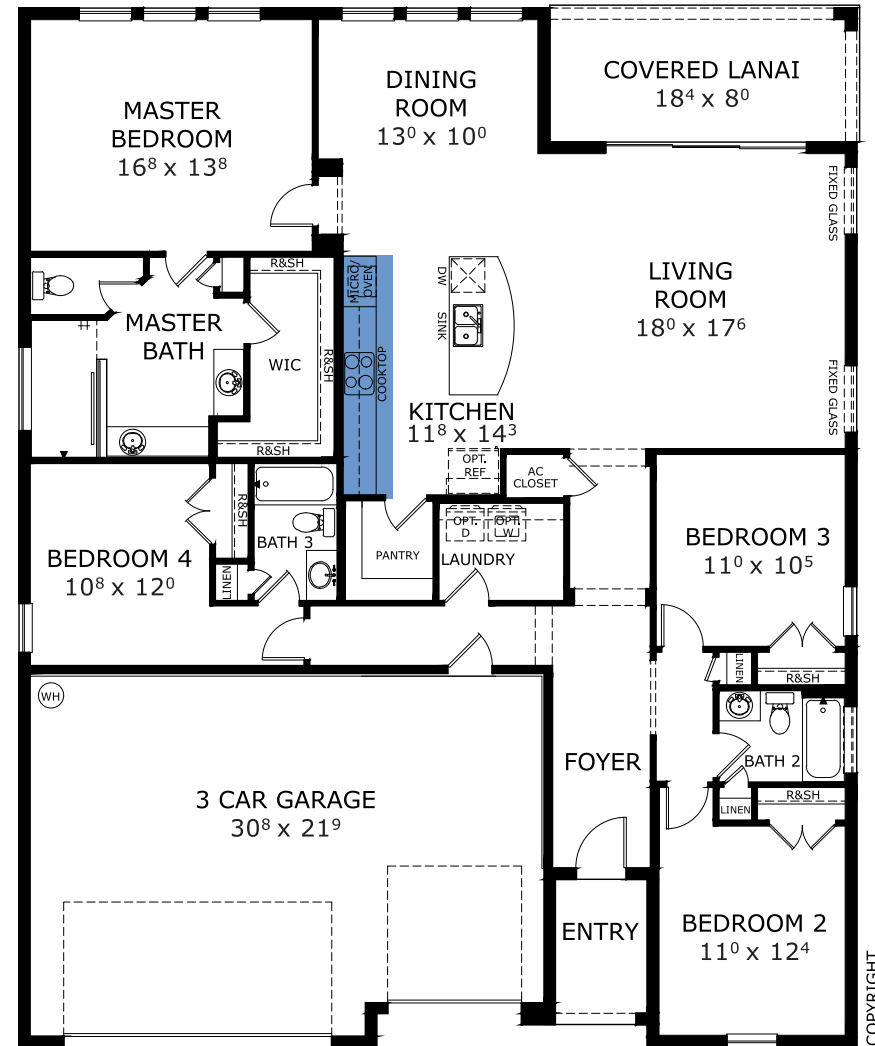 MASTER
BEDROOM
16⁸ x 13⁸
DINING
ROOM
13⁰ x 10⁰
COVERED LANAI
18⁴ x 8⁰
FIXED GLASS
LIVING
ROOM
18⁰ x 17⁶
FIXED GLASS
R&SH
MASTER
BATH
WIC
R&SH
R&SH
MICRO/
OVEN
COOKTOP
DW
SINK
KITCHEN
11⁸ x 14³
OPT.
REF
AC
CLOSET
BEDROOM 4
10⁸ x 12⁰
R&SH
LINEN
BATH 3
PANTRY
OPT.
D
OPT.
W
LAUNDRY
BEDROOM 3
11⁰ x 10⁵
LINEN
R&SH
WH
FOYER
BATH 2
LINEN
R&SH
3 CAR GARAGE
30⁸ x 21⁹
ENTRY
BEDROOM 2
11⁰ x 12⁴
COPYRIGHT